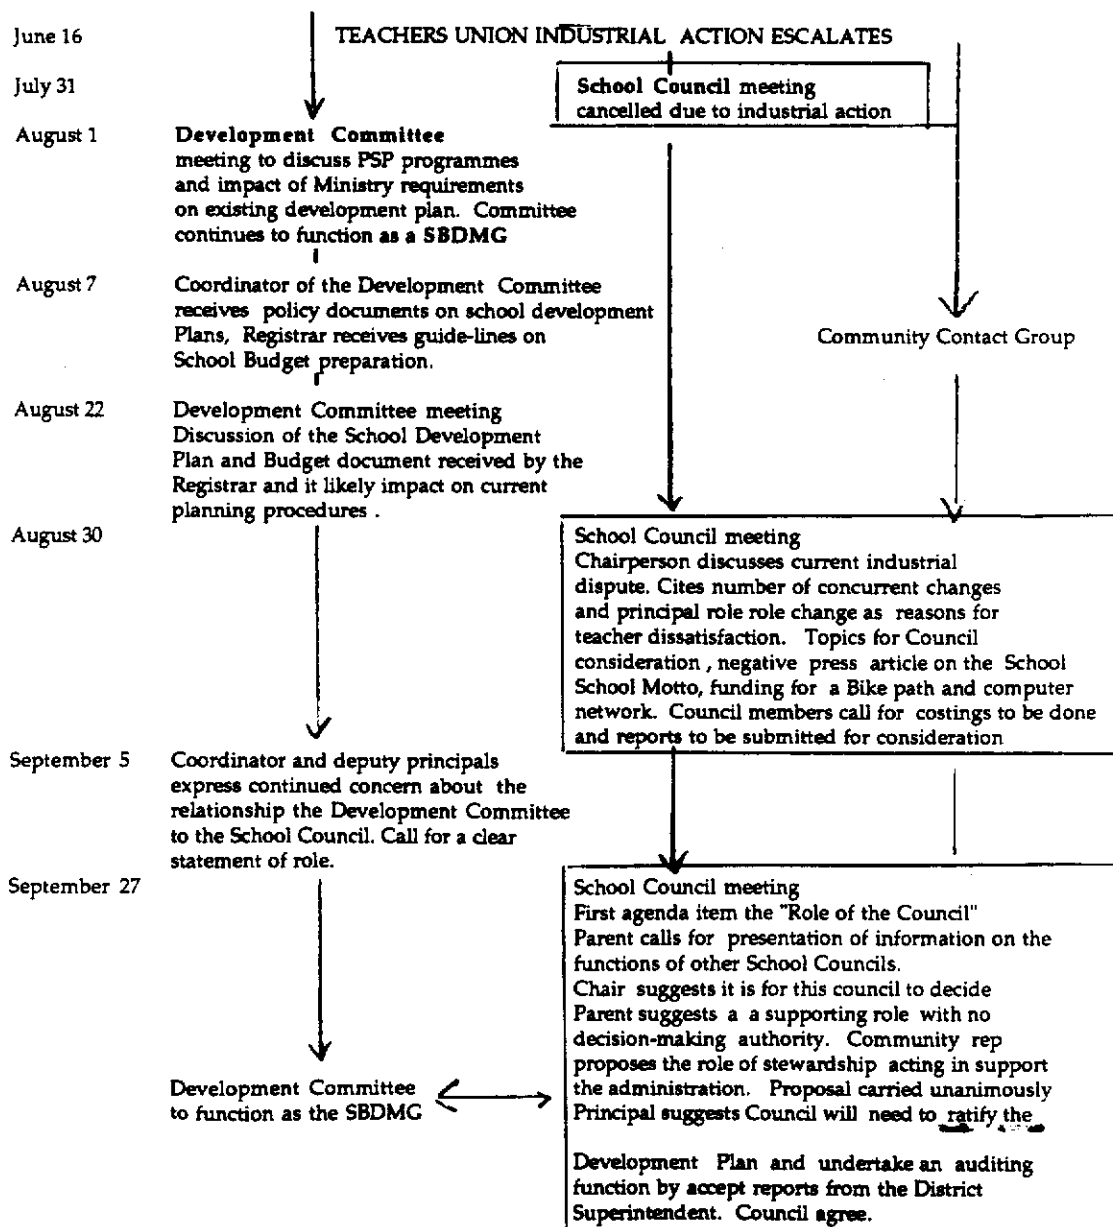 June 16
TEACHERS UNION INDUSTRIAL ACTION ESCALATES
July 31
School Council meeting
cancelled due to industrial action
August 1
Development Committee
meeting to discuss PSP programmes
and impact of Ministry requirements
on existing development plan. Committee
continues to function as a SBDMG
August 7
Coordinator of the Development Committee
receives policy documents on school development
Plans, Registrar receives guide-lines on
School Budget preparation.
Community Contact Group
August 22
Development Committee meeting
Discussion of the School Development
Plan and Budget document received by the
Registrar and it likely impact on current
planning procedures .
August 30
School Council meeting
Chairperson discusses current industrial
dispute. Cites number of concurrent changes
and principal role role change as reasons for
teacher dissatisfaction. Topics for Council
consideration , negative press article on the School
School Motto, funding for a Bike path and computer
network. Council members call for costings to be done
and reports to be submitted for consideration
September 5
Coordinator and deputy principals
express continued concern about the
relationship the Development Committee
to the School Council. Call for a clear
statement of role.
September 27
School Council meeting
First agenda item the "Role of the Council"
Parent calls for presentation of information on the
functions of other School Councils.
Chair suggests it is for this council to decide
Parent suggests a a supporting role with no
decision-making authority. Community rep
proposes the role of stewardship acting in support
the administration. Proposal carried unanimously
Principal suggests Council will need to ratify the
Development Plan and undertake an auditing
function by accept reports from the District
Superintendent. Council agree.
Development Committee
to function as the SBDMG